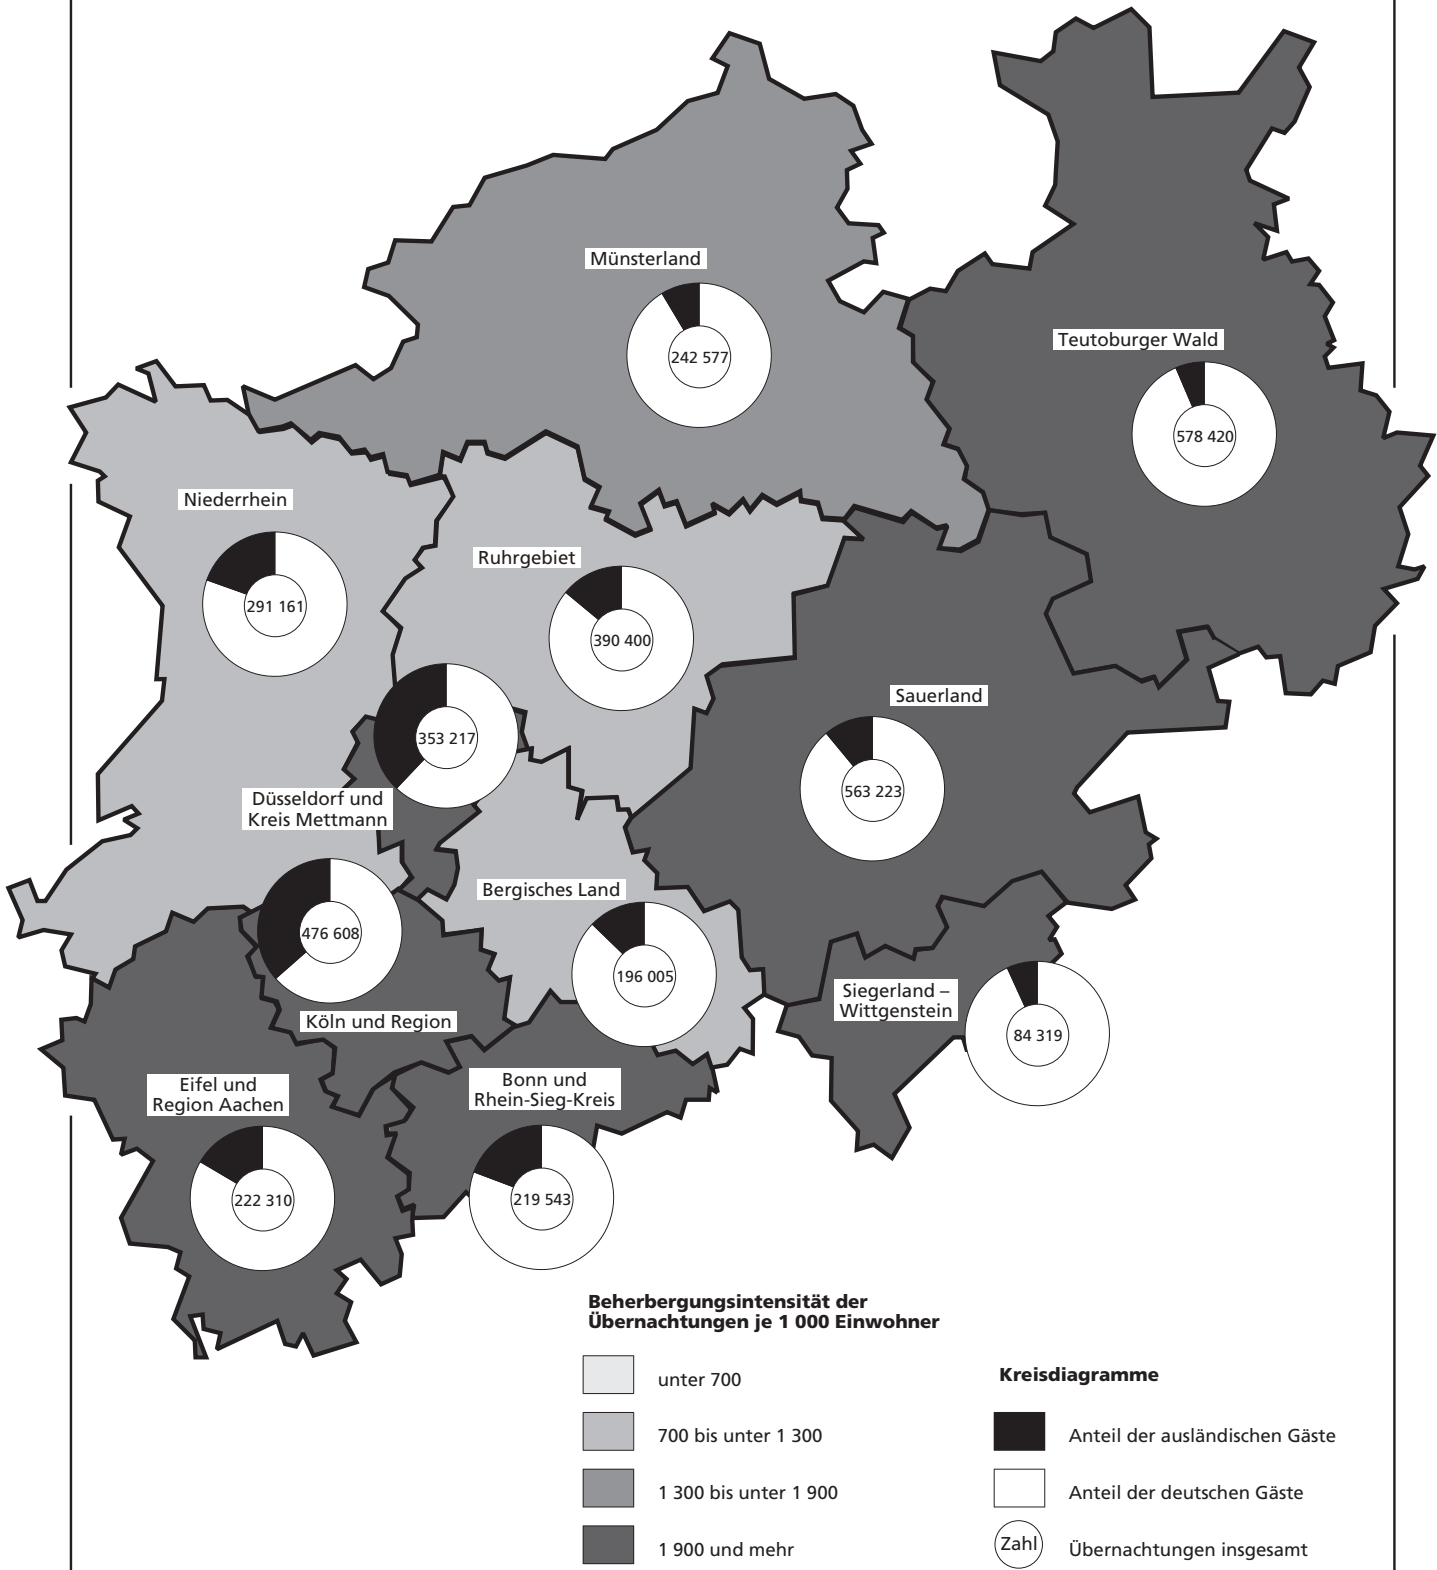 Münsterland
242 577
Teutoburger Wald
578 420
Niederrhein
291 161
Ruhrgebiet
390 400
Sauerland
563 223
353 217
Düsseldorf und
Kreis Mettmann
Bergisches Land
196 005
476 608
Köln und Region
Siegerland –
Wittgenstein
84 319
Eifel und
Region Aachen
222 310
Bonn und
Rhein-Sieg-Kreis
219 543
Beherbergungsintensität der
Übernachtungen je 1 000 Einwohner
unter 700
700 bis unter 1 300
1 300 bis unter 1 900
1 900 und mehr
Kreisdiagramme
Anteil der ausländischen Gäste
Anteil der deutschen Gäste
Zahl Übernachtungen insgesamt